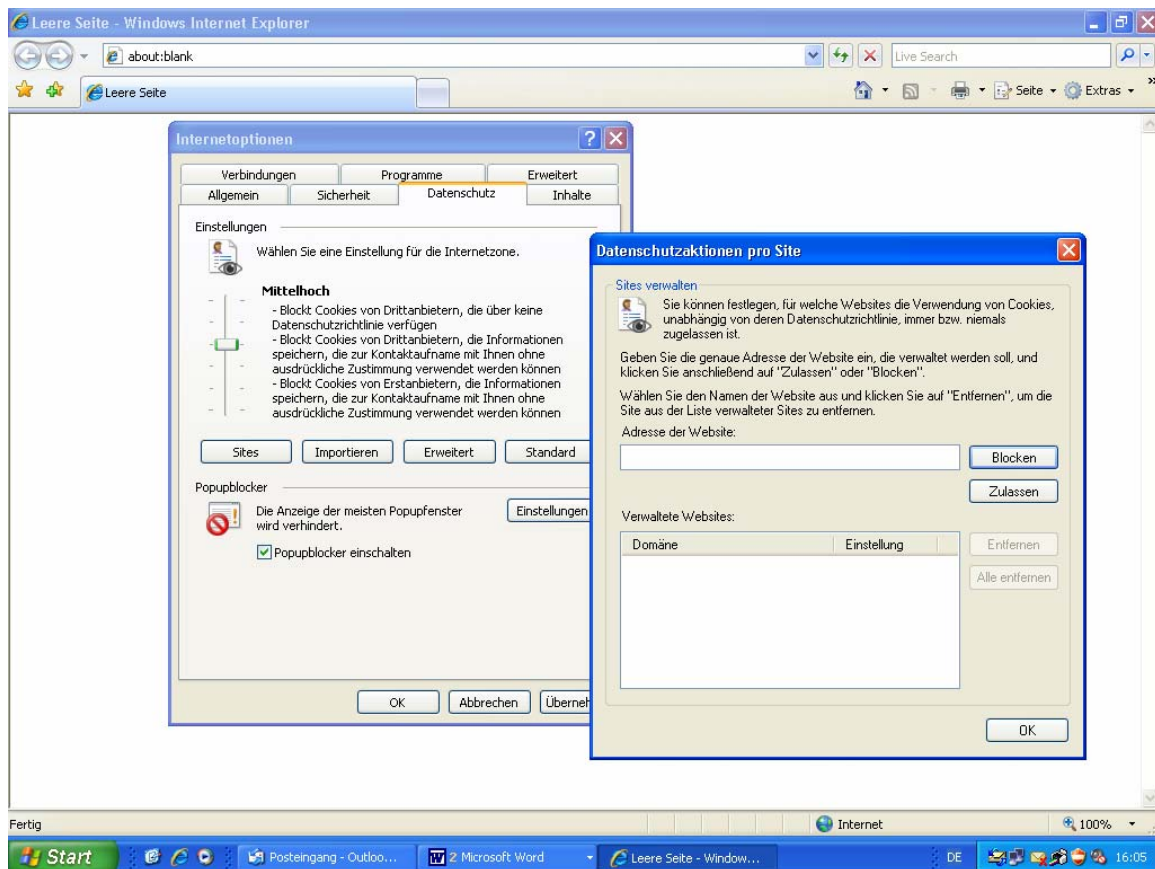 Leere Seite - Windows Internet Explorer
about:blank
Live Search
Leere Seite
Seite
Extras
Internetoptionen
Verbindungen
Programme
Erweitert
Allgemein
Sicherheit
Datenschutz
Inhalte
Einstellungen
Wählen Sie eine Einstellung für die Internetzone.
Mittelhoch
- Blockt Cookies von Drittanbietern, die über keine
Datenschutzrichtlinie verfügen
- Blockt Cookies von Drittanbietern, die Informationen
speichern, die zur Kontaktaufname mit Ihnen ohne
ausdrückliche Zustimmung verwendet werden können
- Blockt Cookies von Erstanbietern, die Informationen
speichern, die zur Kontaktaufname mit Ihnen ohne
ausdrückliche Zustimmung verwendet werden können
Sites
Importieren
Erweitert
Standard
Popupblocker
Die Anzeige der meisten Popupfenster
wird verhindert.
Einstellungen
Popupblocker einschalten
OK
Abbrechen
Überneh
Datenschutzaktionen pro Site
Sites verwalten
Sie können festlegen, für welche Websites die Verwendung von Cookies,
unabhängig von deren Datenschutzrichtlinie, immer bzw. niemals
zugelassen ist.
Geben Sie die genaue Adresse der Website ein, die verwaltet werden soll, und
klicken Sie anschließend auf "Zulassen" oder "Blocken".
Wählen Sie den Namen der Website aus und klicken Sie auf "Entfernen", um die
Site aus der Liste verwalteter Sites zu entfernen.
Adresse der Website:
Blocken
Zulassen
Verwaltete Websites:
Domäne
Einstellung
Entfernen
Alle entfernen
OK
Fertig
Internet
100%
Start
Posteingang - Outloo...
2 Microsoft Word
Leere Seite - Window...
DE
16:05